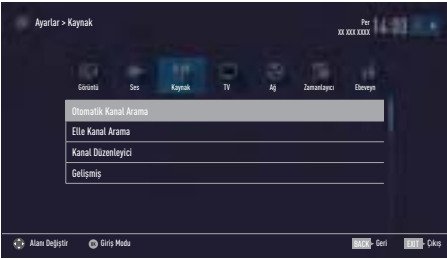 Ayarlar > Kaynak
Per
XX XXX XXXX
Görüntü Ses Kaynak TV Ağ Zamanlayıcı Ebeveyn
Otomatik Kanal Arama
Elle Kanal Arama
Kanal Düzenleyici
Gelişmiş
Alanı Değiştir OK Giriş Modu BACK Geri EXIT Çıkış